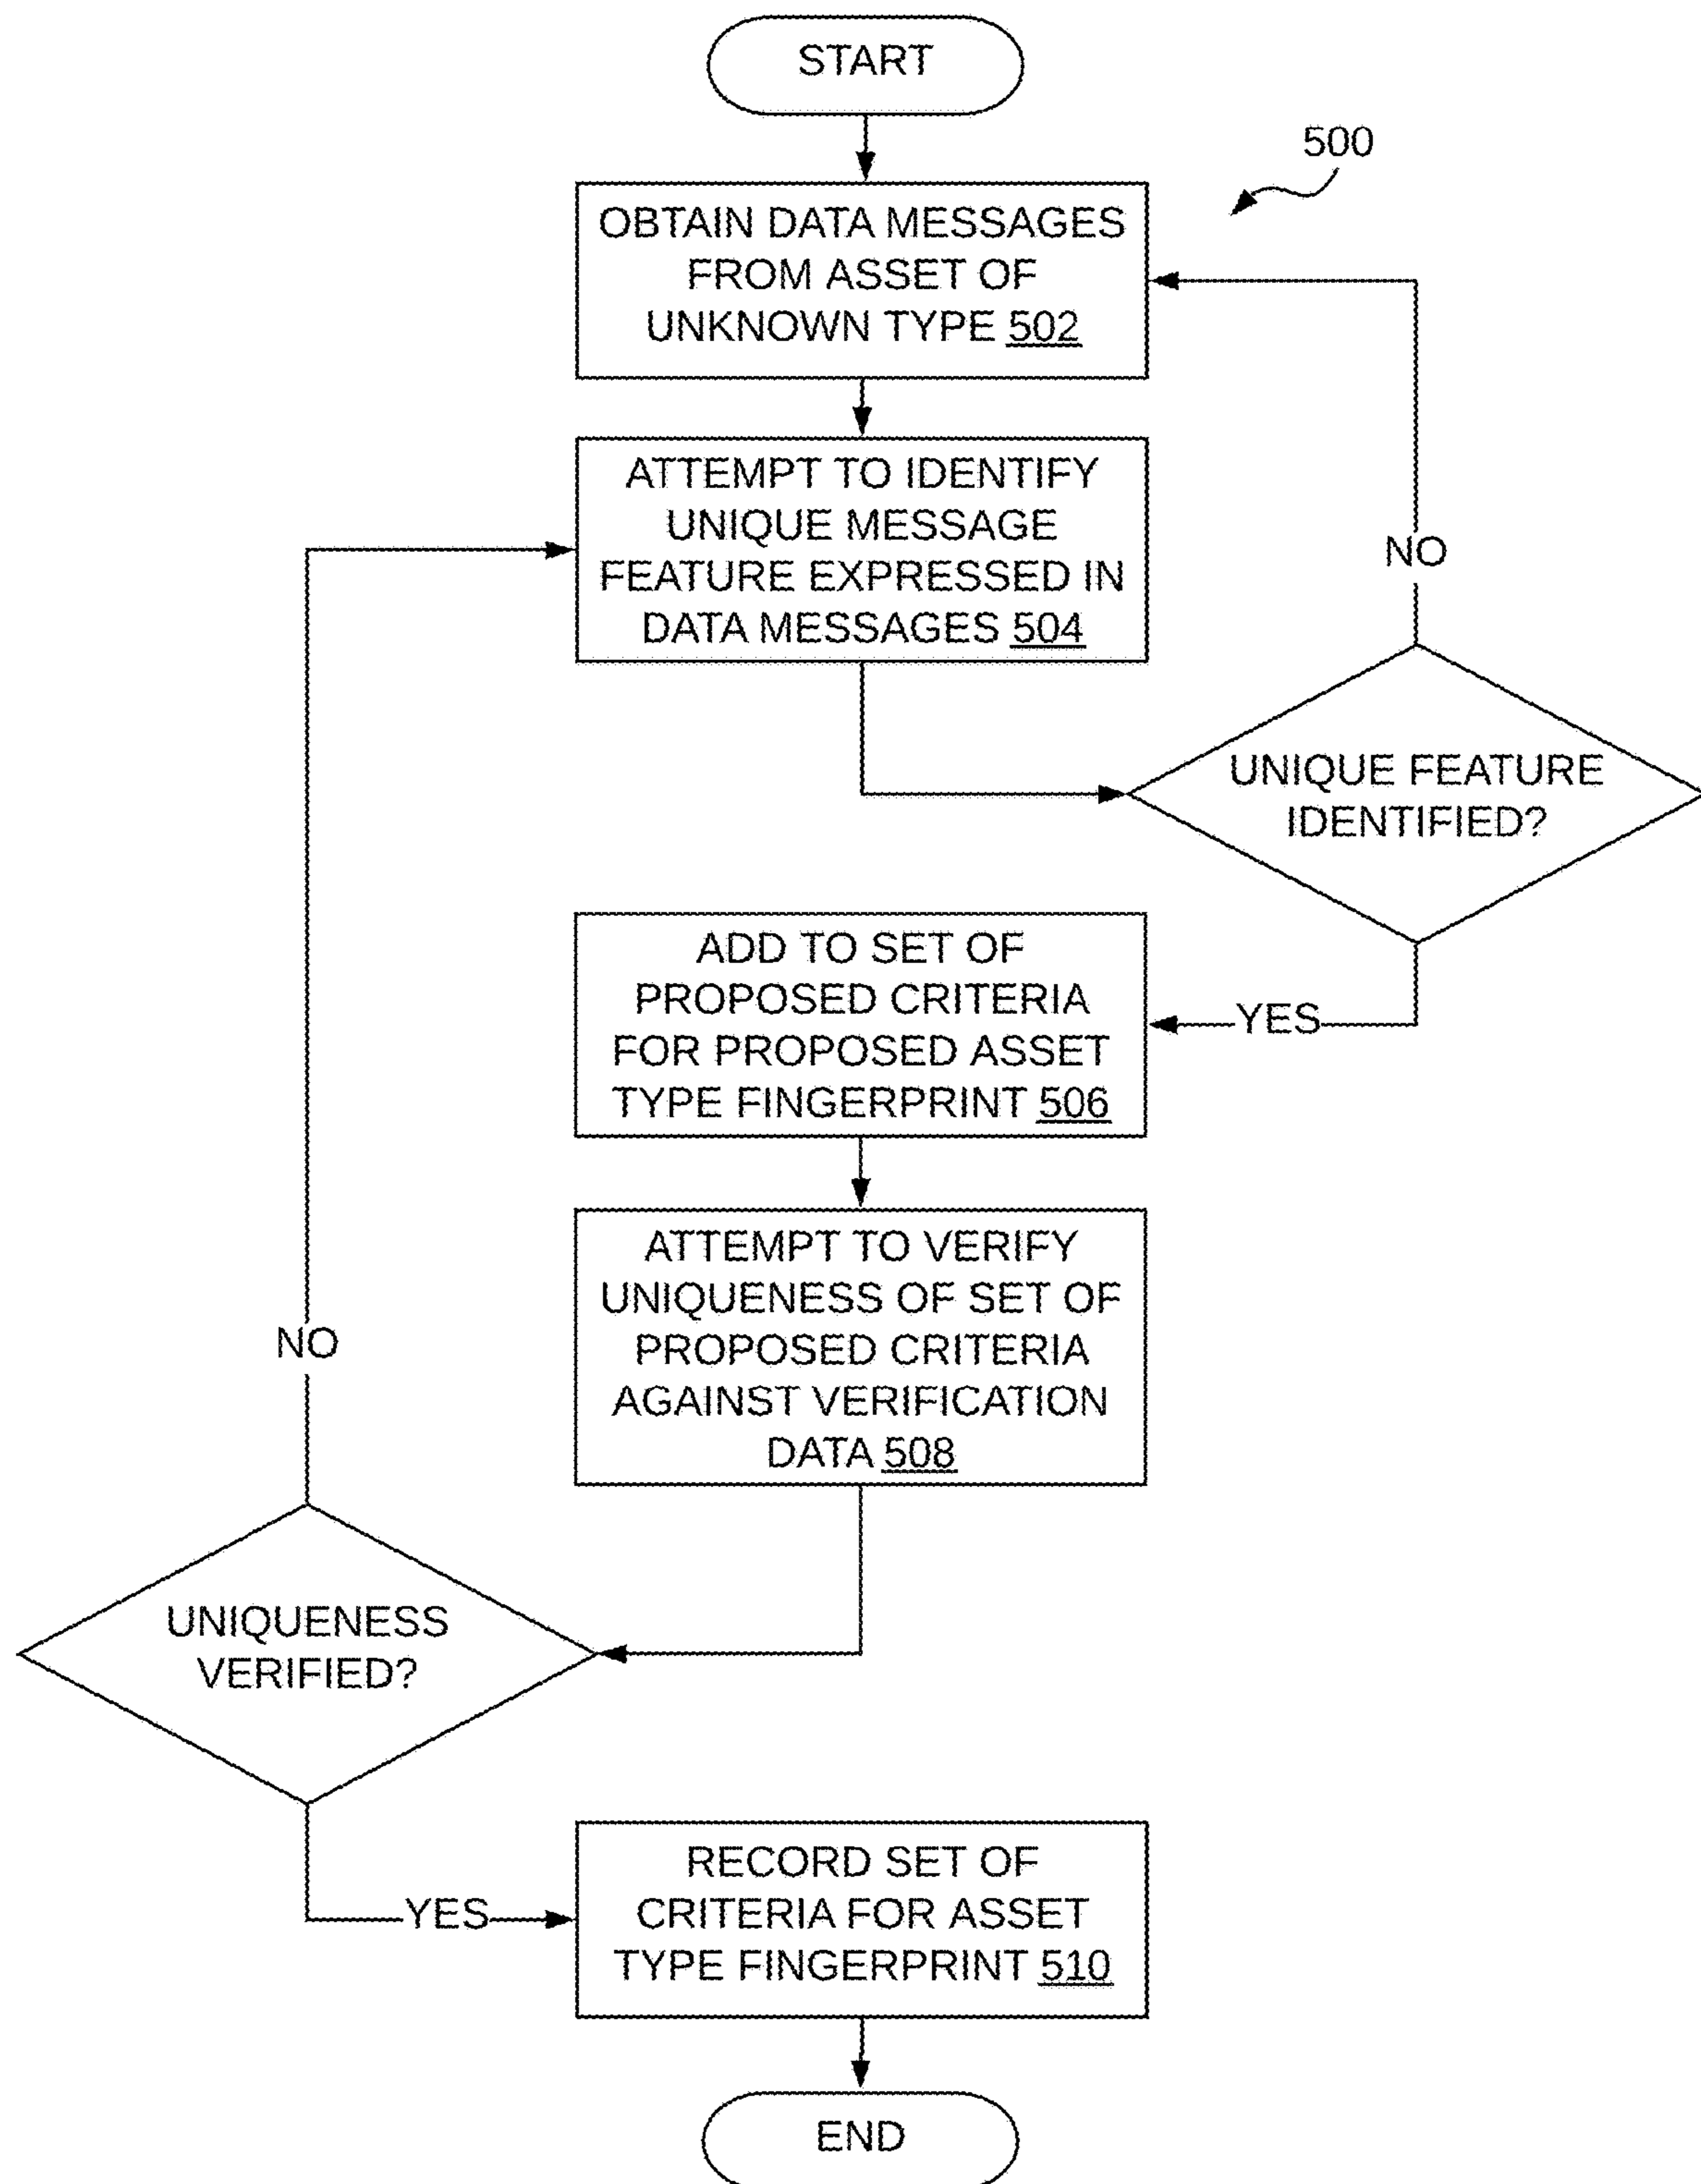 START
500
OBTAIN DATA MESSAGES
FROM ASSET OF
UNKNOWN TYPE 502
ATTEMPT TO IDENTIFY
UNIQUE MESSAGE
FEATURE EXPRESSED IN
DATA MESSAGES 504
NO
UNIQUE FEATURE
IDENTIFIED?
YES
ADD TO SET OF
PROPOSED CRITERIA
FOR PROPOSED ASSET
TYPE FINGERPRINT 506
ATTEMPT TO VERIFY
UNIQUENESS OF SET OF
PROPOSED CRITERIA
AGAINST VERIFICATION
DATA 508
NO
UNIQUENESS
VERIFIED?
YES
RECORD SET OF
CRITERIA FOR ASSET
TYPE FINGERPRINT 510
END